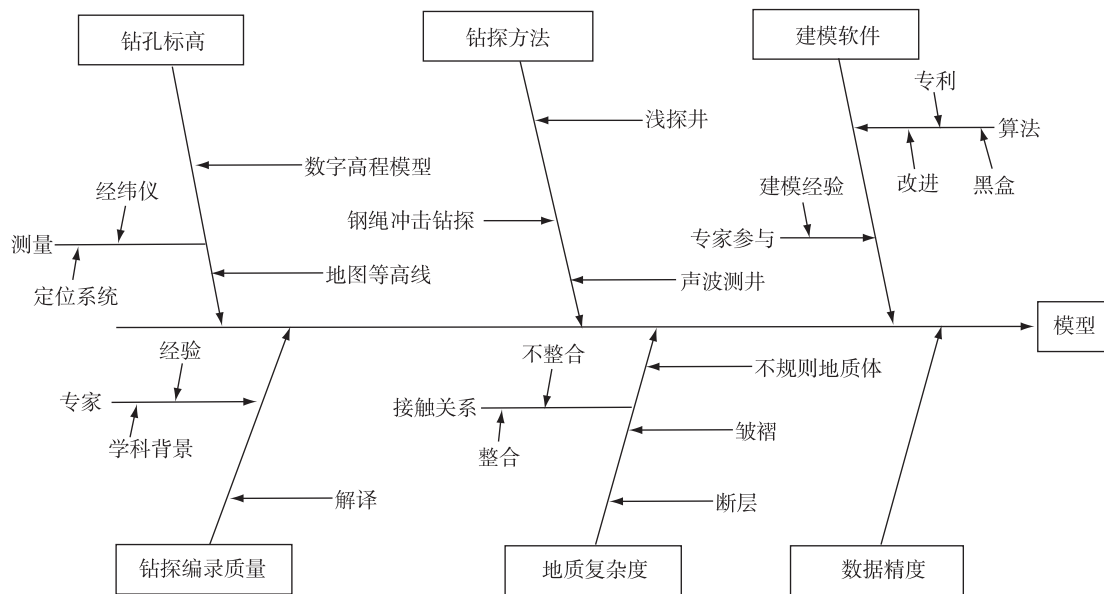 钻孔标高
钻探方法
建模软件
专利
浅探井
算法
数字高程模型
经纬仪
建模经验
改进
黑盒
钢绳冲击钻探
专家参与
测量
地图等高线
声波测井
定位系统
模型
经验
不整合
不规则地质体
专家
接触关系
学科背景
整合
皱褶
解译
断层
钻探编录质量
地质复杂度
数据精度